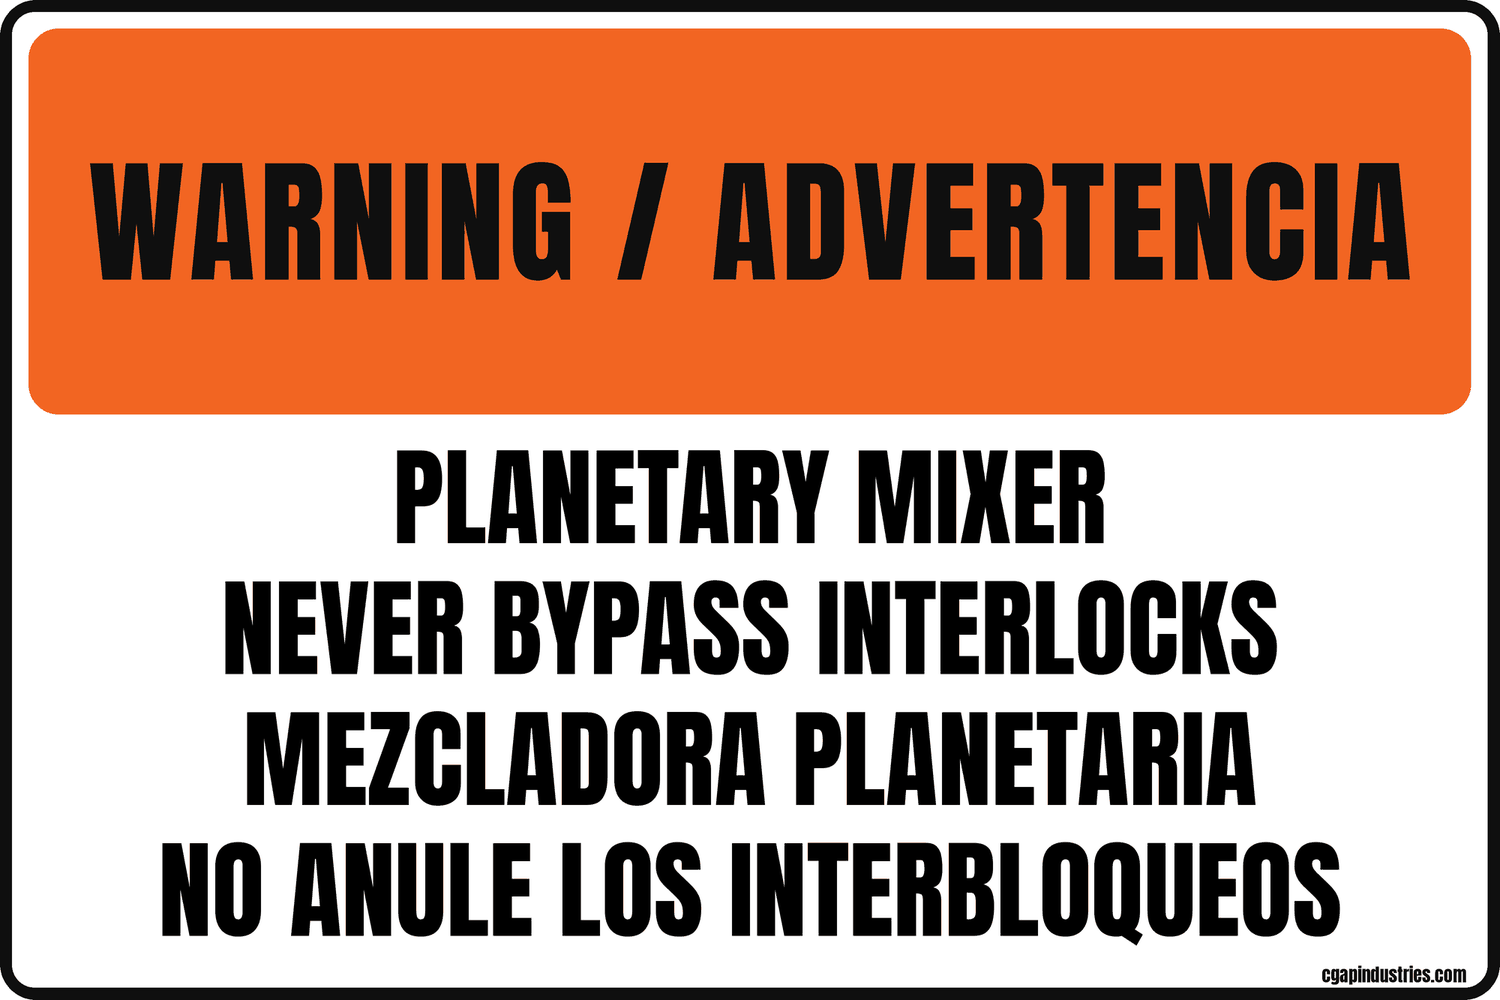 WARNING / ADVERTENCIA
PLANETARY MIXER
NEVER BYPASS INTERLOCKS
MEZCLADORA PLANETARIA
NO ANULE LOS INTERBLOQUEOS
cgapindustries.com